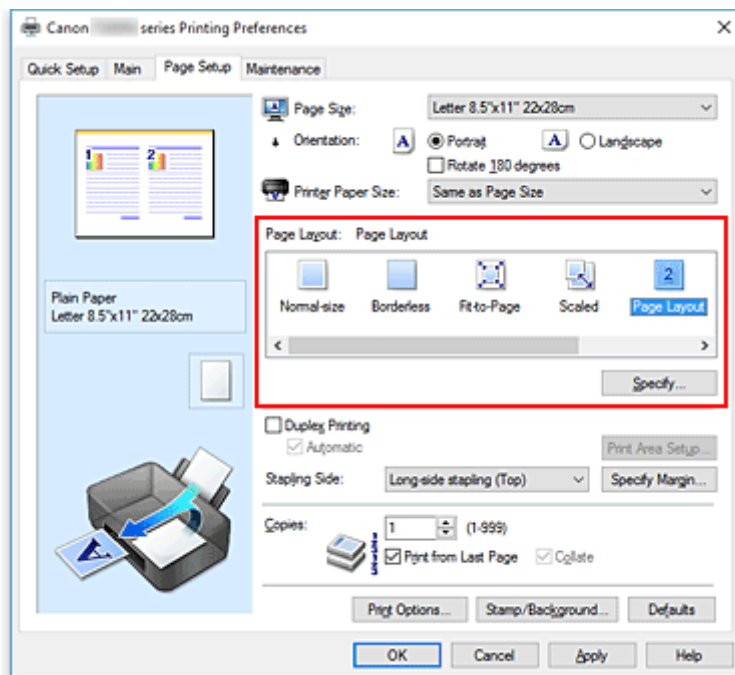 Canon series Printing Preferences
Quick Setup Main Page Setup Maintenance
1 2
Page Size: Letter 8.5"x11" 22x28cm
Orientation: A Portrait A Landscape
Rotate 180 degrees
Printer Paper Size: Same as Page Size
Page Layout: Page Layout
2
Normal-size Borderless Fit-to-Page Scaled Page Layout
Plain Paper
Letter 8.5"x11" 22x28cm
Specify...
Duplex Printing
Automatic Print Area Setup...
Stapling Side: Long-side stapling (Top) Specify Margin...
Copies: 1 (1-999)
Print from Last Page Collate
A
Print Options... Stamp/Background... Defaults
OK Cancel Apply Help